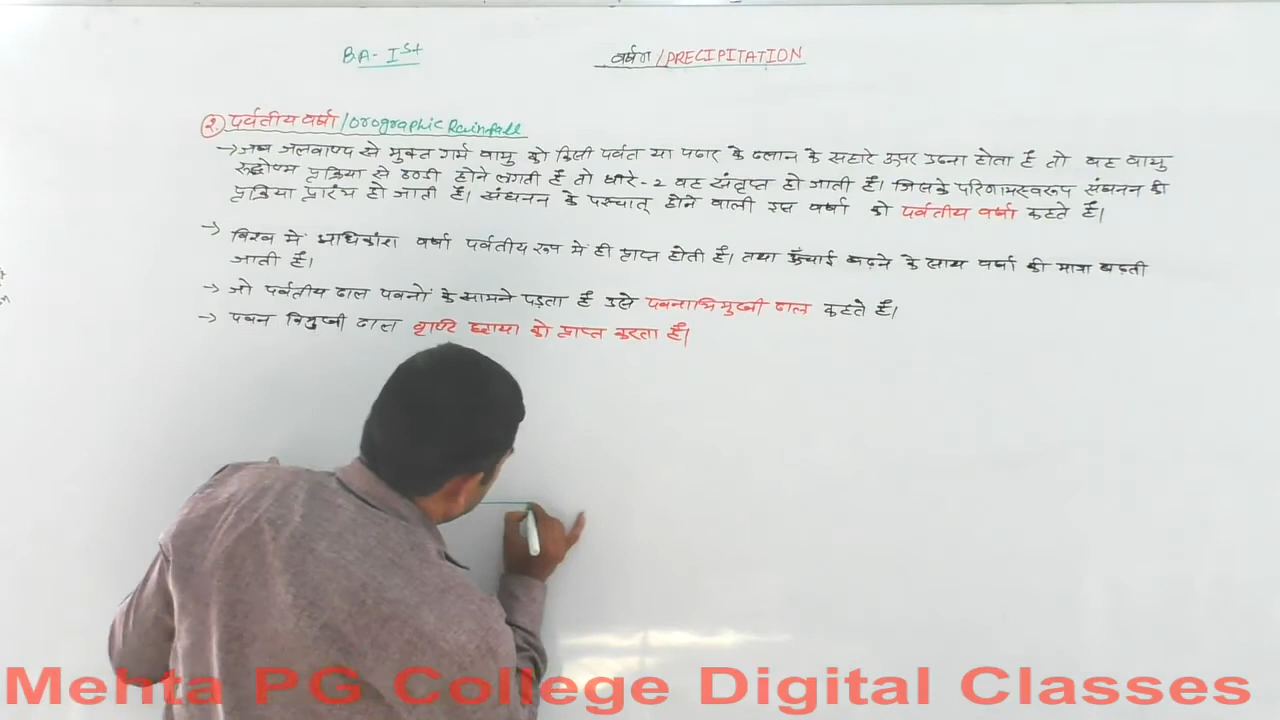 BA- Ist
वर्षण / PRECIPITATION
२. पर्वतीय वर्षा / Orographic Rainfall
→ जब जलवाष्प से युक्त गर्म वायु को किसी पर्वत या पठार के ढलान के सहारे ऊपर उठना होता है तो वह वायु
रुद्धोष्म प्रक्रिया से ठण्डी होने लगती है तो धीरे-2 वह संतृप्त हो जाती है। जिसके परिणामस्वरूप संघनन की
प्रक्रिया प्रारंभ हो जाती है। संघनन के पश्चात् होने वाली इस वर्षा को पर्वतीय वर्षा कहते है।
→ विश्व में अधिकांश वर्षा पर्वतीय रूप में ही प्राप्त होती है। तथा ऊँचाई बढ़ने के साथ वर्षा की मात्रा बढ़ती
जाती है।
→ जो पर्वतीय ढाल पवनों के सामने पड़ता है उसे पवनाभिमुखी ढाल कहते है।
→ पवन विमुखी ढाल वृष्टि छाया को प्राप्त करता है।
Mehta PG College Digital Classes